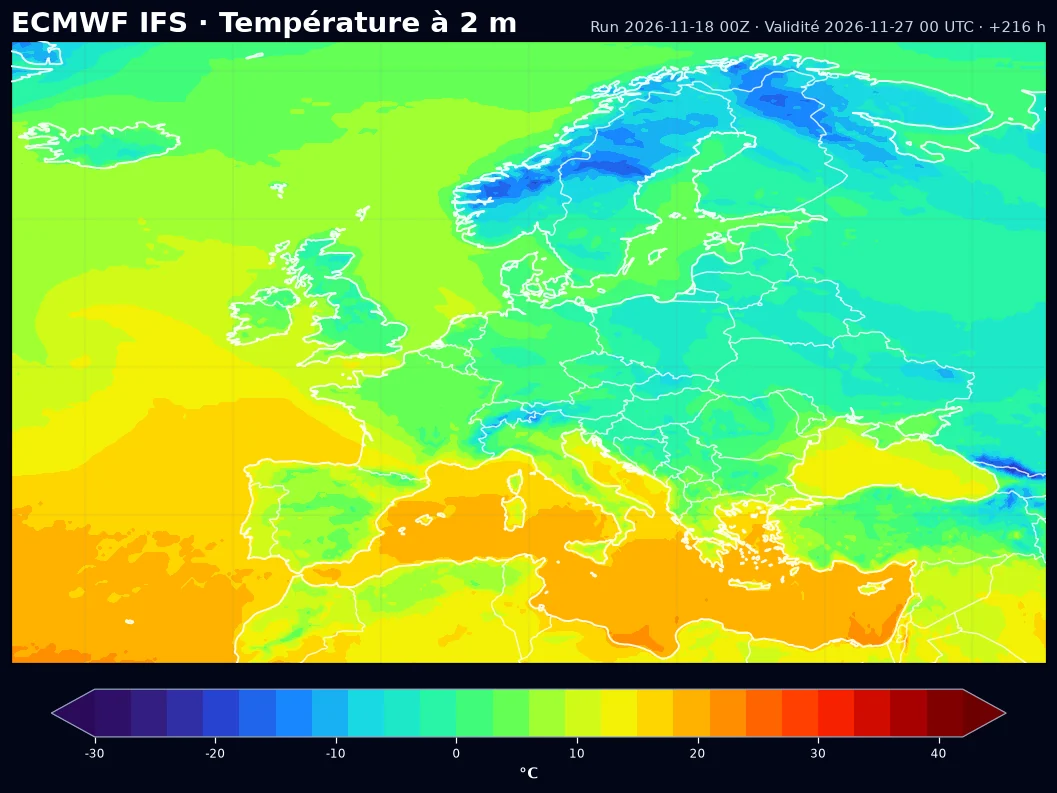 ECMWF IFS · Température à 2 m
Run 2026-11-18 00Z · Validité 2026-11-27 00 UTC · +216 h
-30 -20 -10 0 10 20 30 40
°C